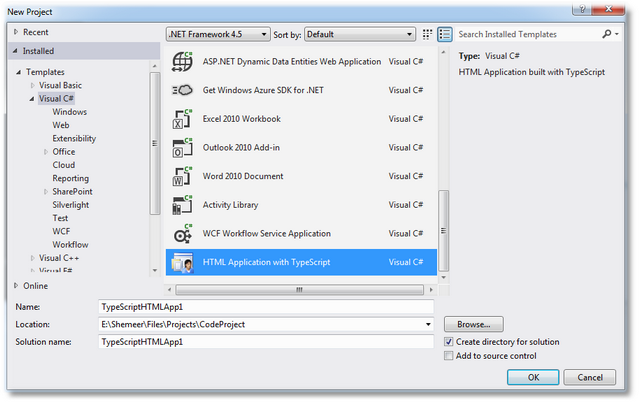 New Project
? ×
Recent
Installed
Templates
Visual Basic
Visual C#
Windows
Web
Extensibility
Office
Cloud
Reporting
SharePoint
Silverlight
Test
WCF
Workflow
Visual C++
Visual F#
Online
.NET Framework 4.5
Sort by: Default
ASP.NET Dynamic Data Entities Web Application Visual C#
Get Windows Azure SDK for .NET Visual C#
Excel 2010 Workbook Visual C#
Outlook 2010 Add-in Visual C#
Word 2010 Document Visual C#
Activity Library Visual C#
WCF Workflow Service Application Visual C#
HTML Application with TypeScript Visual C#
Search Installed Templates
Type: Visual C#
HTML Application built with TypeScript
Name: TypeScriptHTMLApp1
Location: E:\Shemeer\Files\Projects\CodeProject
Browse...
Solution name: TypeScriptHTMLApp1
Create directory for solution
Add to source control
OK Cancel